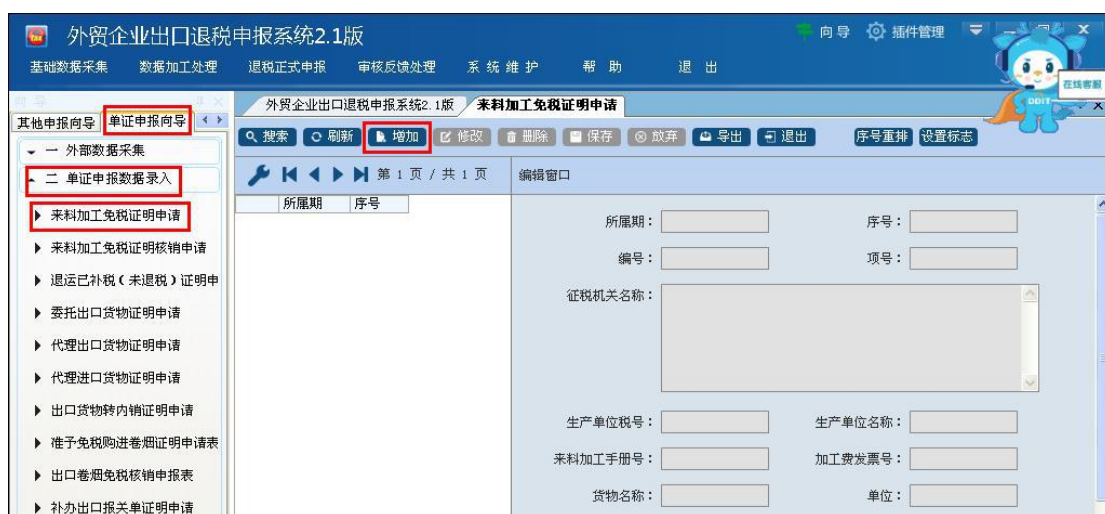 外贸企业出口退税申报系统2.1版
向导 插件管理
基础数据采集 数据加工处理 退税正式申报 审核反馈处理 系统维护 帮助 退出
在线客服
向导
外贸企业出口退税申报系统2.1版 来料加工免税证明申请
其他申报向导 单证申报向导
搜索 刷新 增加 修改 删除 保存 放弃 导出 退出 序号重排 设置标志
一 外部数据采集
二 单证申报数据录入
第 1 页 / 共 1 页 编辑窗口
所属期 序号
来料加工免税证明申请
来料加工免税证明核销申请
退运已补税(未退税)证明申
委托出口货物证明申请
代理出口货物证明申请
代理进口货物证明申请
出口货物转内销证明申请
准予免税购进卷烟证明申请表
出口卷烟免税核销申报表
补办出口报关单证明申请
所属期: 序号:
编号: 项号:
征税机关名称:
生产单位税号: 生产单位名称:
来料加工手册号: 加工费发票号:
货物名称: 单位: